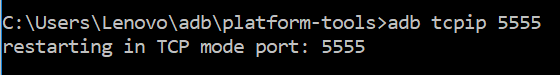 C:\Users\Lenovo\adb\platform-tools>adb tcpip 5555
restarting in TCP mode port: 5555